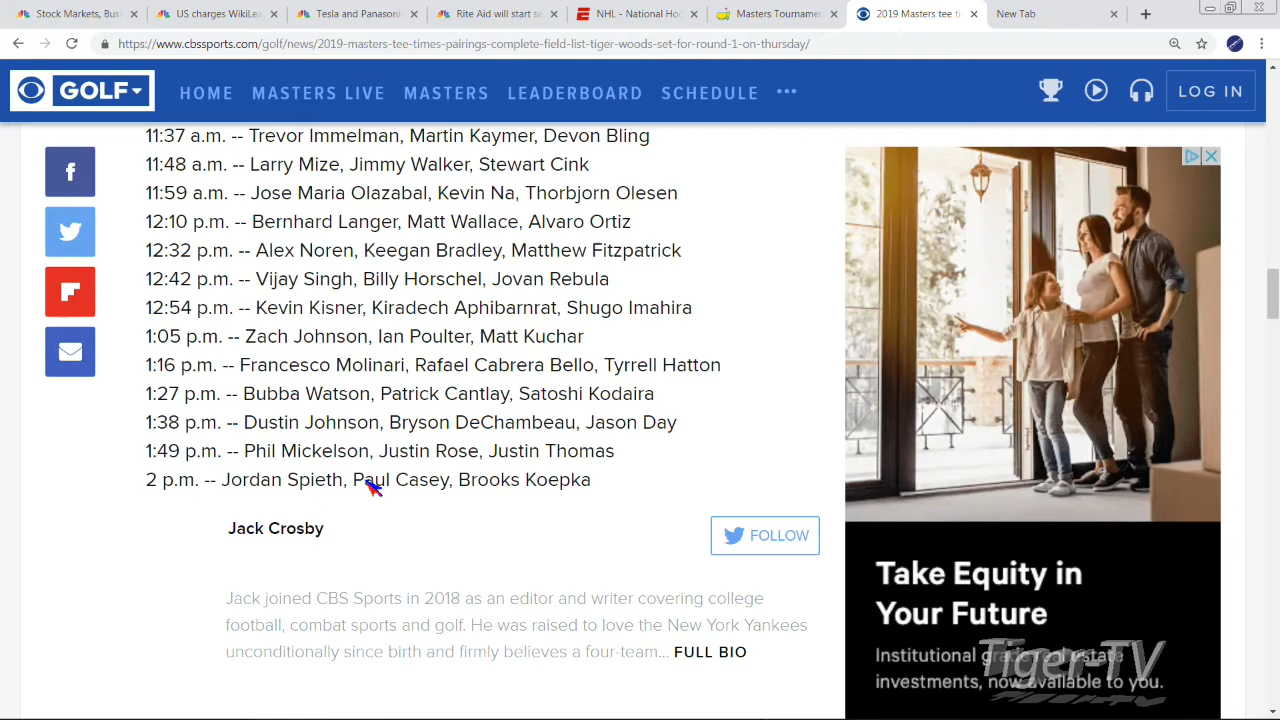 Stock Markets, Busi
US charges WikiLea
Tesla and Panasoni
Rite Aid will start se
NHL - National Hoc
Masters Tournamen
2019 Masters tee ti
New Tab
https://www.cbssports.com/golf/news/2019-masters-tee-times-pairings-complete-field-list-tiger-woods-set-for-round-1-on-thursday/
GOLF
HOME MASTERS LIVE MASTERS LEADERBOARD SCHEDULE ••• LOG IN
11:37 a.m. -- Trevor Immelman, Martin Kaymer, Devon Bling
11:48 a.m. -- Larry Mize, Jimmy Walker, Stewart Cink
11:59 a.m. -- Jose Maria Olazabal, Kevin Na, Thorbjorn Olesen
12:10 p.m. -- Bernhard Langer, Matt Wallace, Alvaro Ortiz
12:32 p.m. -- Alex Noren, Keegan Bradley, Matthew Fitzpatrick
12:42 p.m. -- Vijay Singh, Billy Horschel, Jovan Rebula
12:54 p.m. -- Kevin Kisner, Kiradech Aphibarnrat, Shugo Imahira
1:05 p.m. -- Zach Johnson, Ian Poulter, Matt Kuchar
1:16 p.m. -- Francesco Molinari, Rafael Cabrera Bello, Tyrrell Hatton
1:27 p.m. -- Bubba Watson, Patrick Cantlay, Satoshi Kodaira
1:38 p.m. -- Dustin Johnson, Bryson DeChambeau, Jason Day
1:49 p.m. -- Phil Mickelson, Justin Rose, Justin Thomas
2 p.m. -- Jordan Spieth, Paul Casey, Brooks Koepka
Jack Crosby
FOLLOW
Jack joined CBS Sports in 2018 as an editor and writer covering college
football, combat sports and golf. He was raised to love the New York Yankees
unconditionally since birth and firmly believes a four-team... FULL BIO
Take Equity in
Your Future
Institutional grade real estate
investments, now available to you.
Tiger-TV